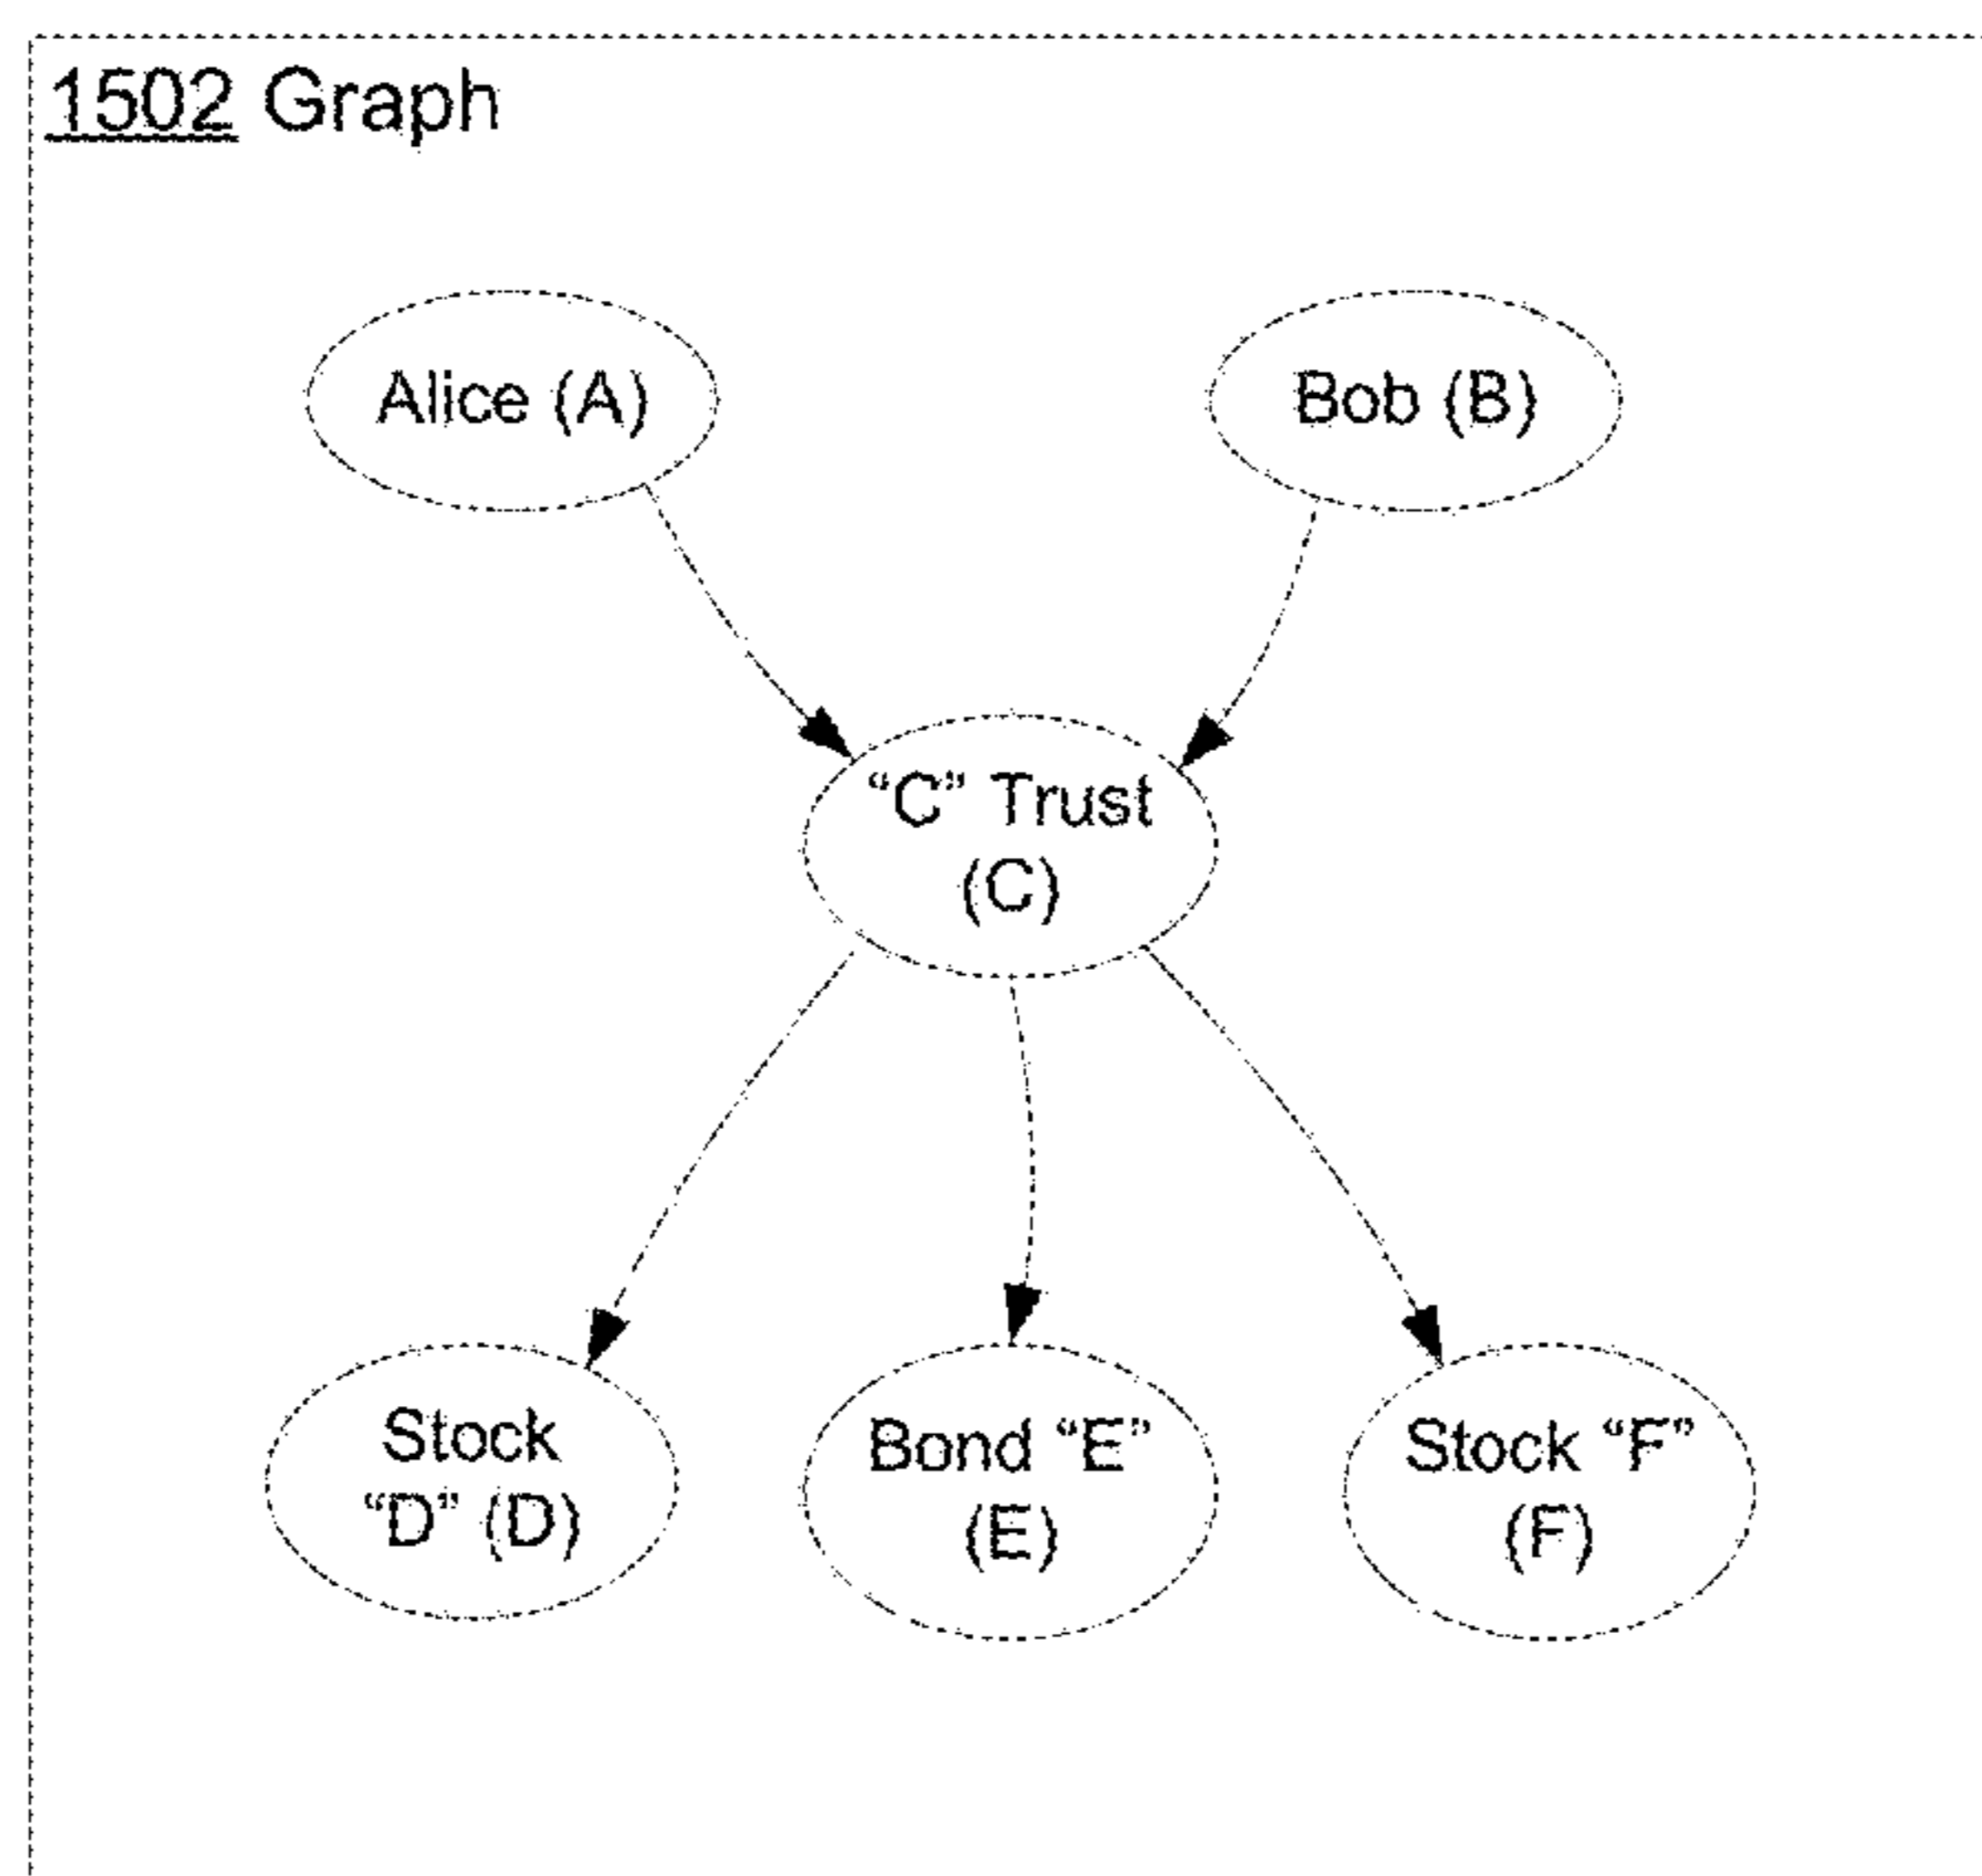 1502 Graph
Alice (A)
Bob (B)
“C” Trust
(C)
Stock
“D” (D)
Bond “E”
(E)
Stock “F”
(F)